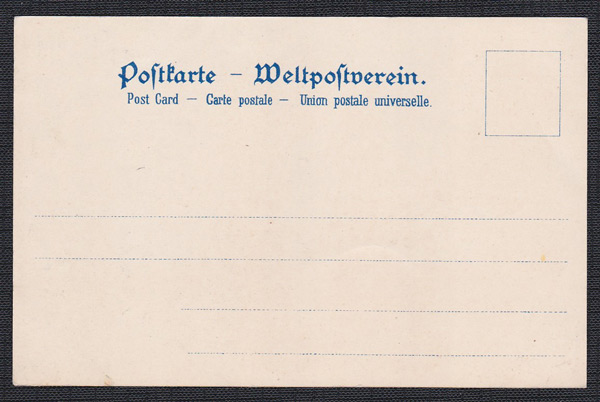 Postkarte – Weltpostverein.
Post Card – Carte postale – Union postale universelle.